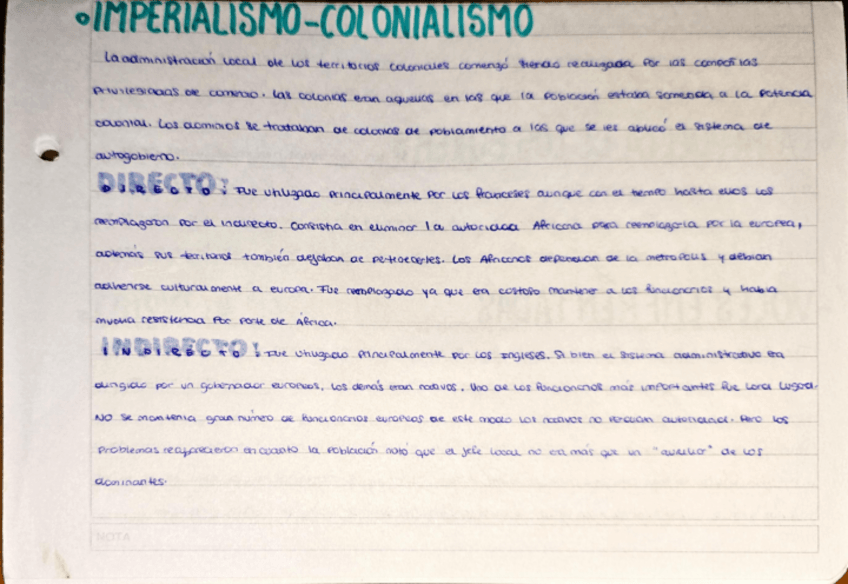 IMPERIALISMO-COLONIALISMO
La administración local de los territorios coloniales comenzó siendo realizada por las compañias
privilegiadas de comercio. Las colonias eran aquellas en las que la población estaba sometida a la potencia
colonial. Los dominios se trataban de colonias de poblamiento a los que se les aplicó el sistema de
autogobierno.
DIRECTO: Fue utilizado principalmente por los franceses aunque con el tiempo hasta ellos los
reemplazaron por el indirecto. Consistia en eliminar la autoridad Africana para reemplazarla por la europea,
además sus territorios también dejaban de pertenecerles. Los Africanos dependian de la metropolis y debian
adherirse culturalmente a europa. Fue reemplazado ya que era costoso mantener a los funcionarios y habia
mucha resistencia por parte de África.
INDIRECTO: Fue utilizado principalmente por los ingleses. Si bien el sistema administrativo era
dirigido por un gobernador europeo, los demás eran nativos. Uno de los funcionarios más importantes fue Lord Lugard.
NO se mantenia gran número de funcionarios europeos de este modo los nativos no perdian autoridad. Pero los
problemas reaparecieron en cuanto la población notó que el jefe local no era más que un "auxiliar" de los
dominantes.
NOTA